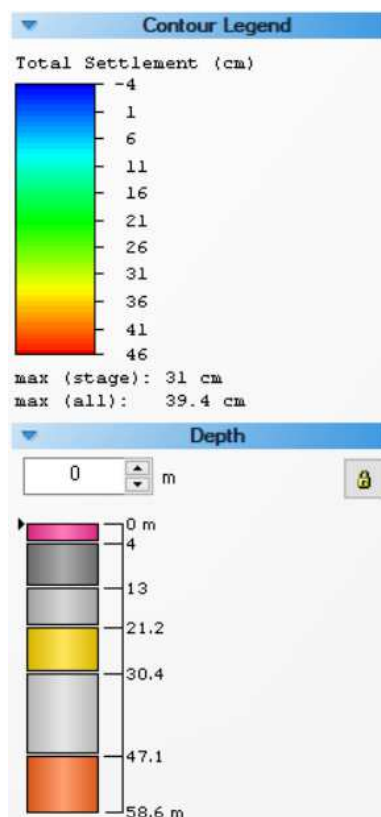 Contour Legend
Total Settlement (cm)
-4
1
6
11
16
21
26
31
36
41
46
max (stage): 31 cm
max (all): 39.4 cm
Depth
0 m
0 m
4
13
21.2
30.4
47.1
58.6 m